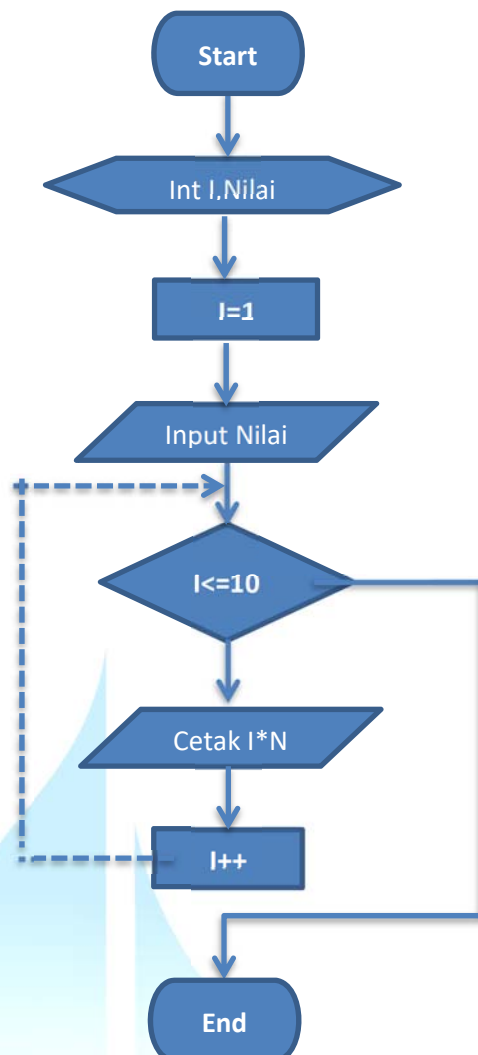 Start
Int I,Nilai
I=1
Input Nilai
I<=10
Cetak I*N
I++
End